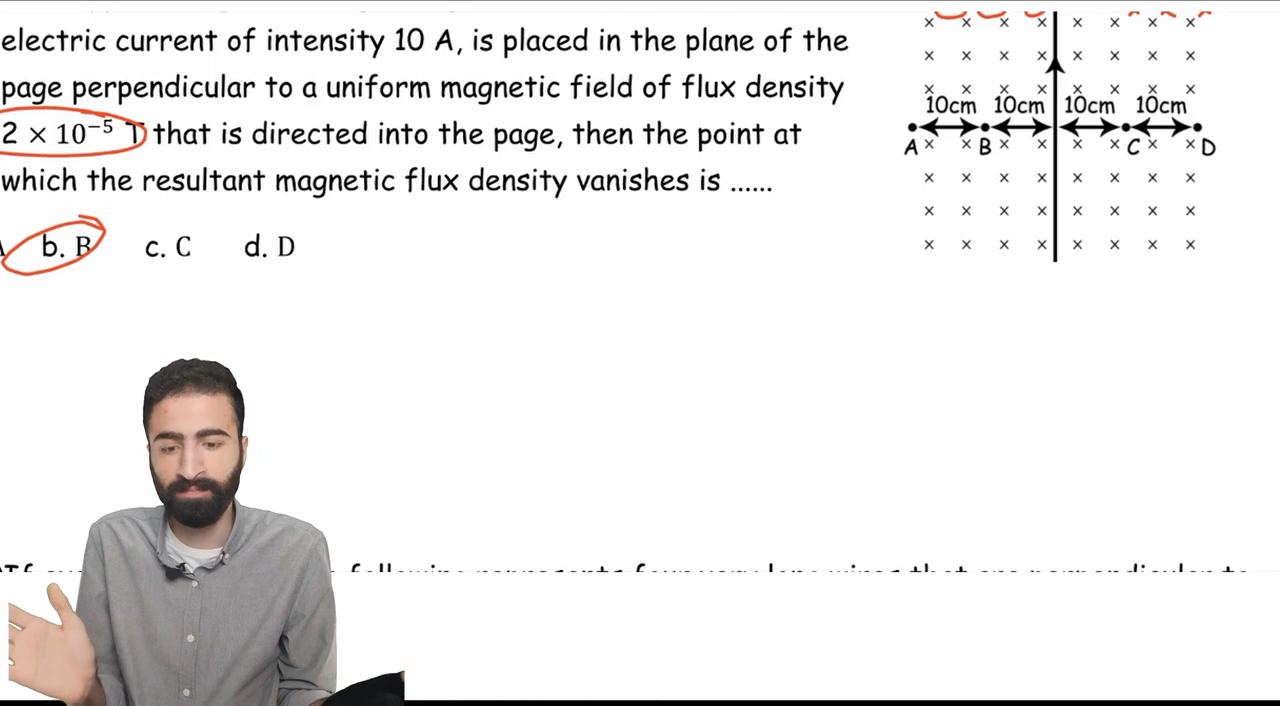 electric current of intensity 10 A, is placed in the plane of the
page perpendicular to a uniform magnetic field of flux density
2 × 10⁻⁵ T that is directed into the page, then the point at
which the resultant magnetic flux density vanishes is ......
b. B c. C d. D
10cm 10cm 10cm 10cm
A B C D